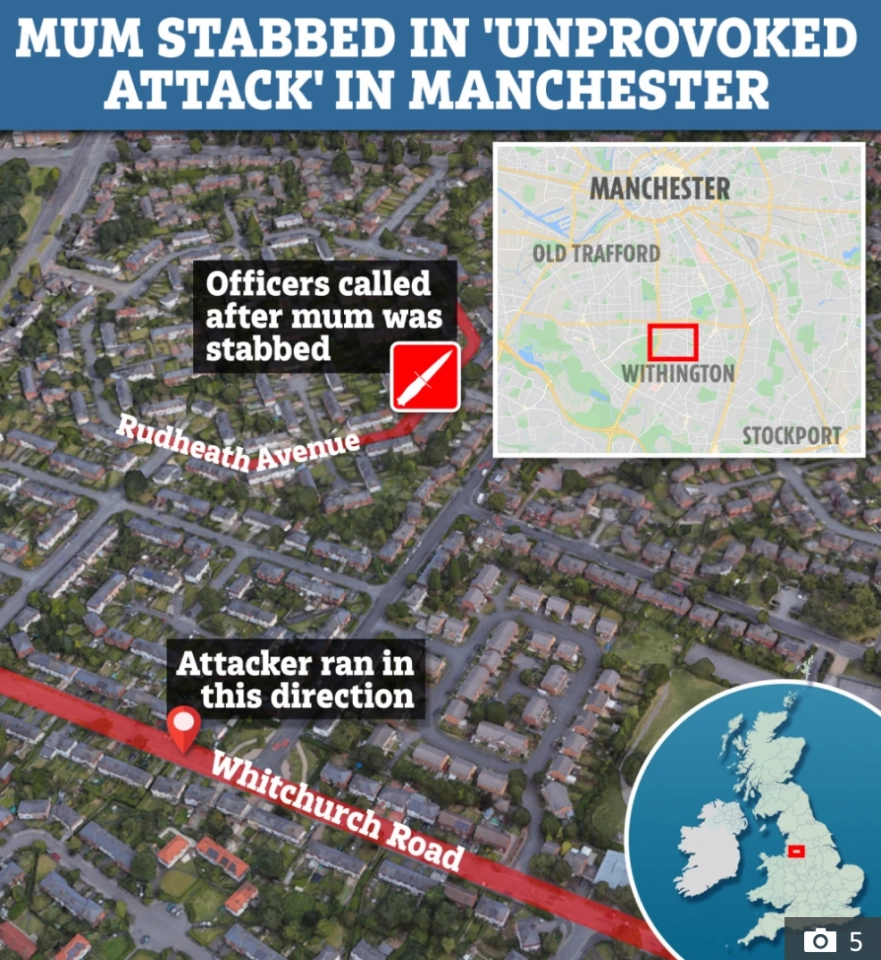 MUM STABBED IN 'UNPROVOKED
ATTACK' IN MANCHESTER
MANCHESTER
OLD TRAFFORD
WITHINGTON
STOCKPORT
Officers called
after mum was
stabbed
Rudheath Avenue
Attacker ran in
this direction
Whitchurch Road
5